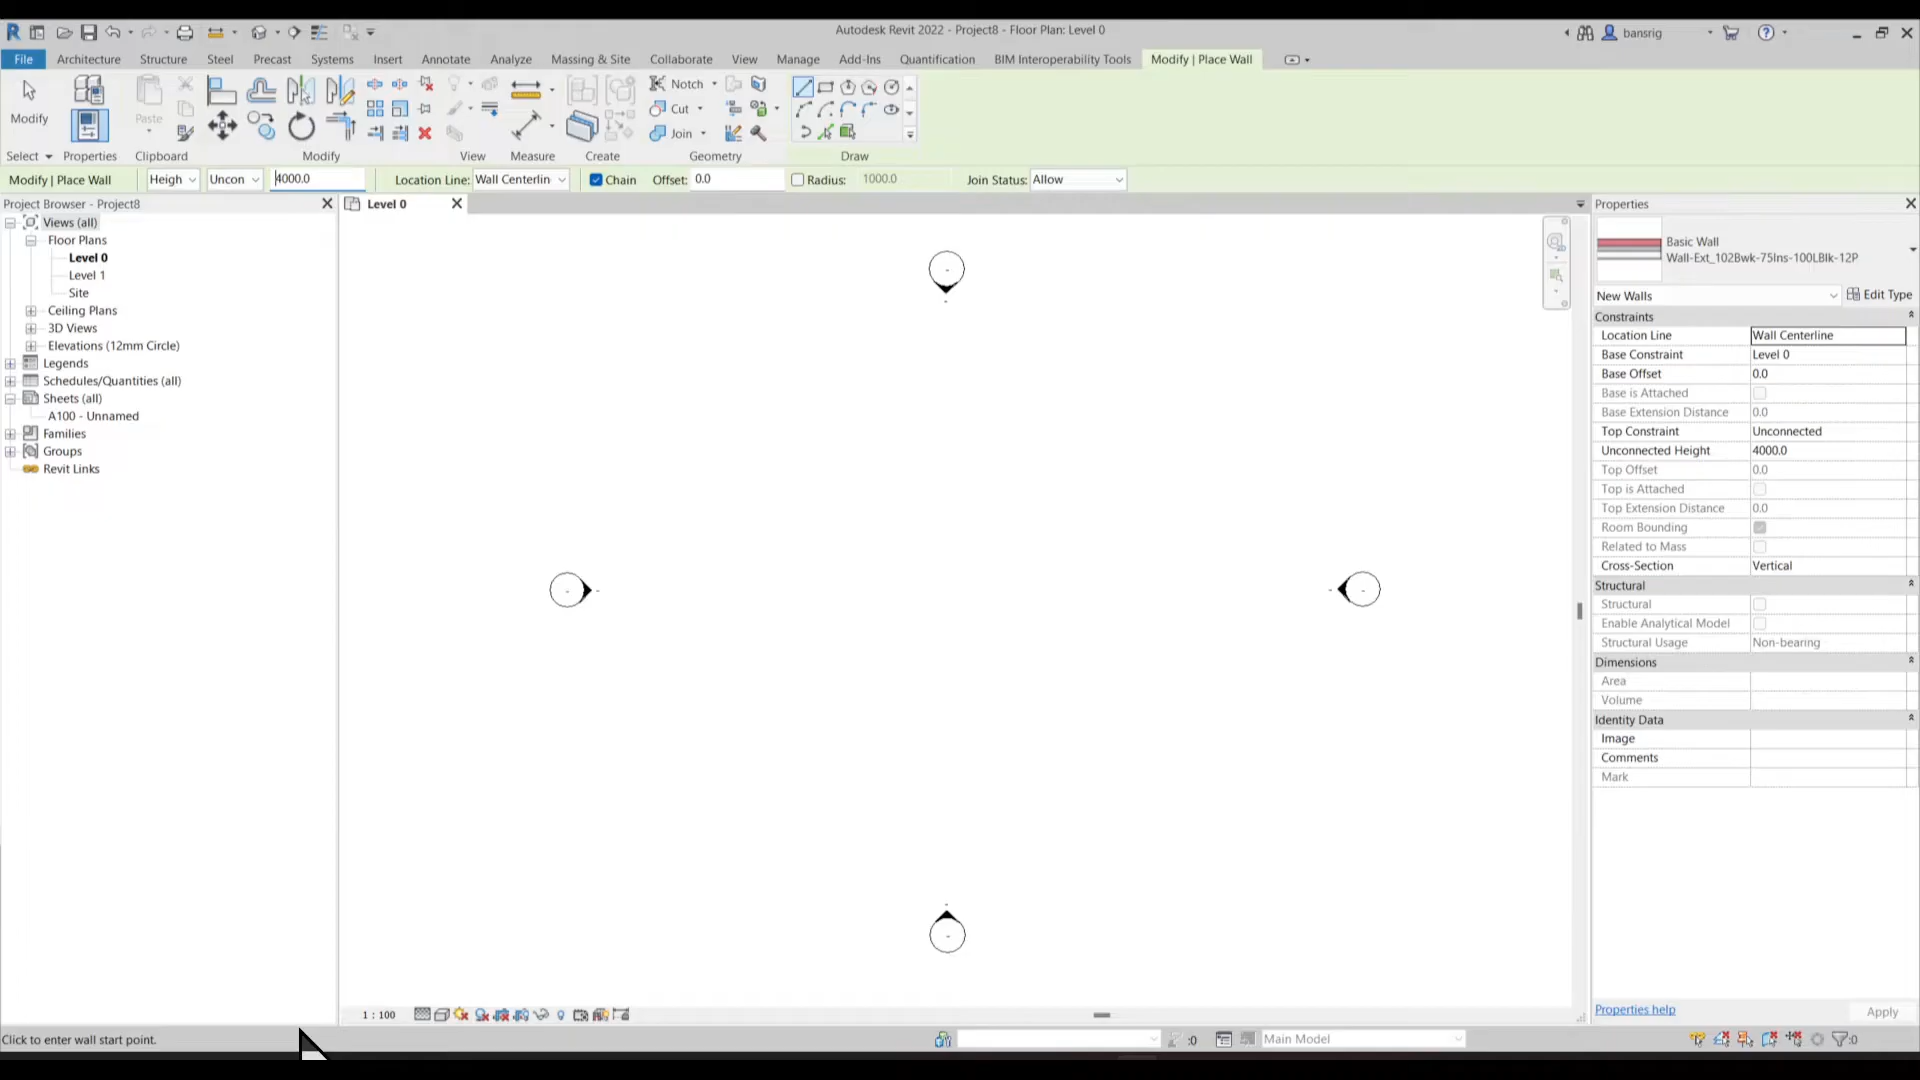 Autodesk Revit 2022 - Project8 - Floor Plan: Level 0
bansrig
File Architecture Structure Steel Precast Systems Insert Annotate Analyze Massing & Site Collaborate View Manage Add-Ins Quantification BIM Interoperability Tools Modify | Place Wall
Notch
Cut
Join
Modify
Paste
Select Properties Clipboard Modify View Measure Create Geometry Draw
Modify | Place Wall Heigh Uncon 4000.0 Location Line: Wall Centerlin Chain Offset: 0.0 Radius: 1000.0 Join Status: Allow
Project Browser - Project8
Views (all)
Floor Plans
Level 0
Level 1
Site
Ceiling Plans
3D Views
Elevations (12mm Circle)
Legends
Schedules/Quantities (all)
Sheets (all)
A100 - Unnamed
Families
Groups
Revit Links
Level 0
1 : 100
Properties
Basic Wall
Wall-Ext_102Bwk-75Ins-100LBlk-12P
New Walls Edit Type
Constraints
Location Line Wall Centerline
Base Constraint Level 0
Base Offset 0.0
Base is Attached
Base Extension Distance 0.0
Top Constraint Unconnected
Unconnected Height 4000.0
Top Offset 0.0
Top is Attached
Top Extension Distance 0.0
Room Bounding
Related to Mass
Cross-Section Vertical
Structural
Structural
Enable Analytical Model
Structural Usage Non-bearing
Dimensions
Area
Volume
Identity Data
Image
Comments
Mark
Properties help Apply
Click to enter wall start point. :0 Main Model :0